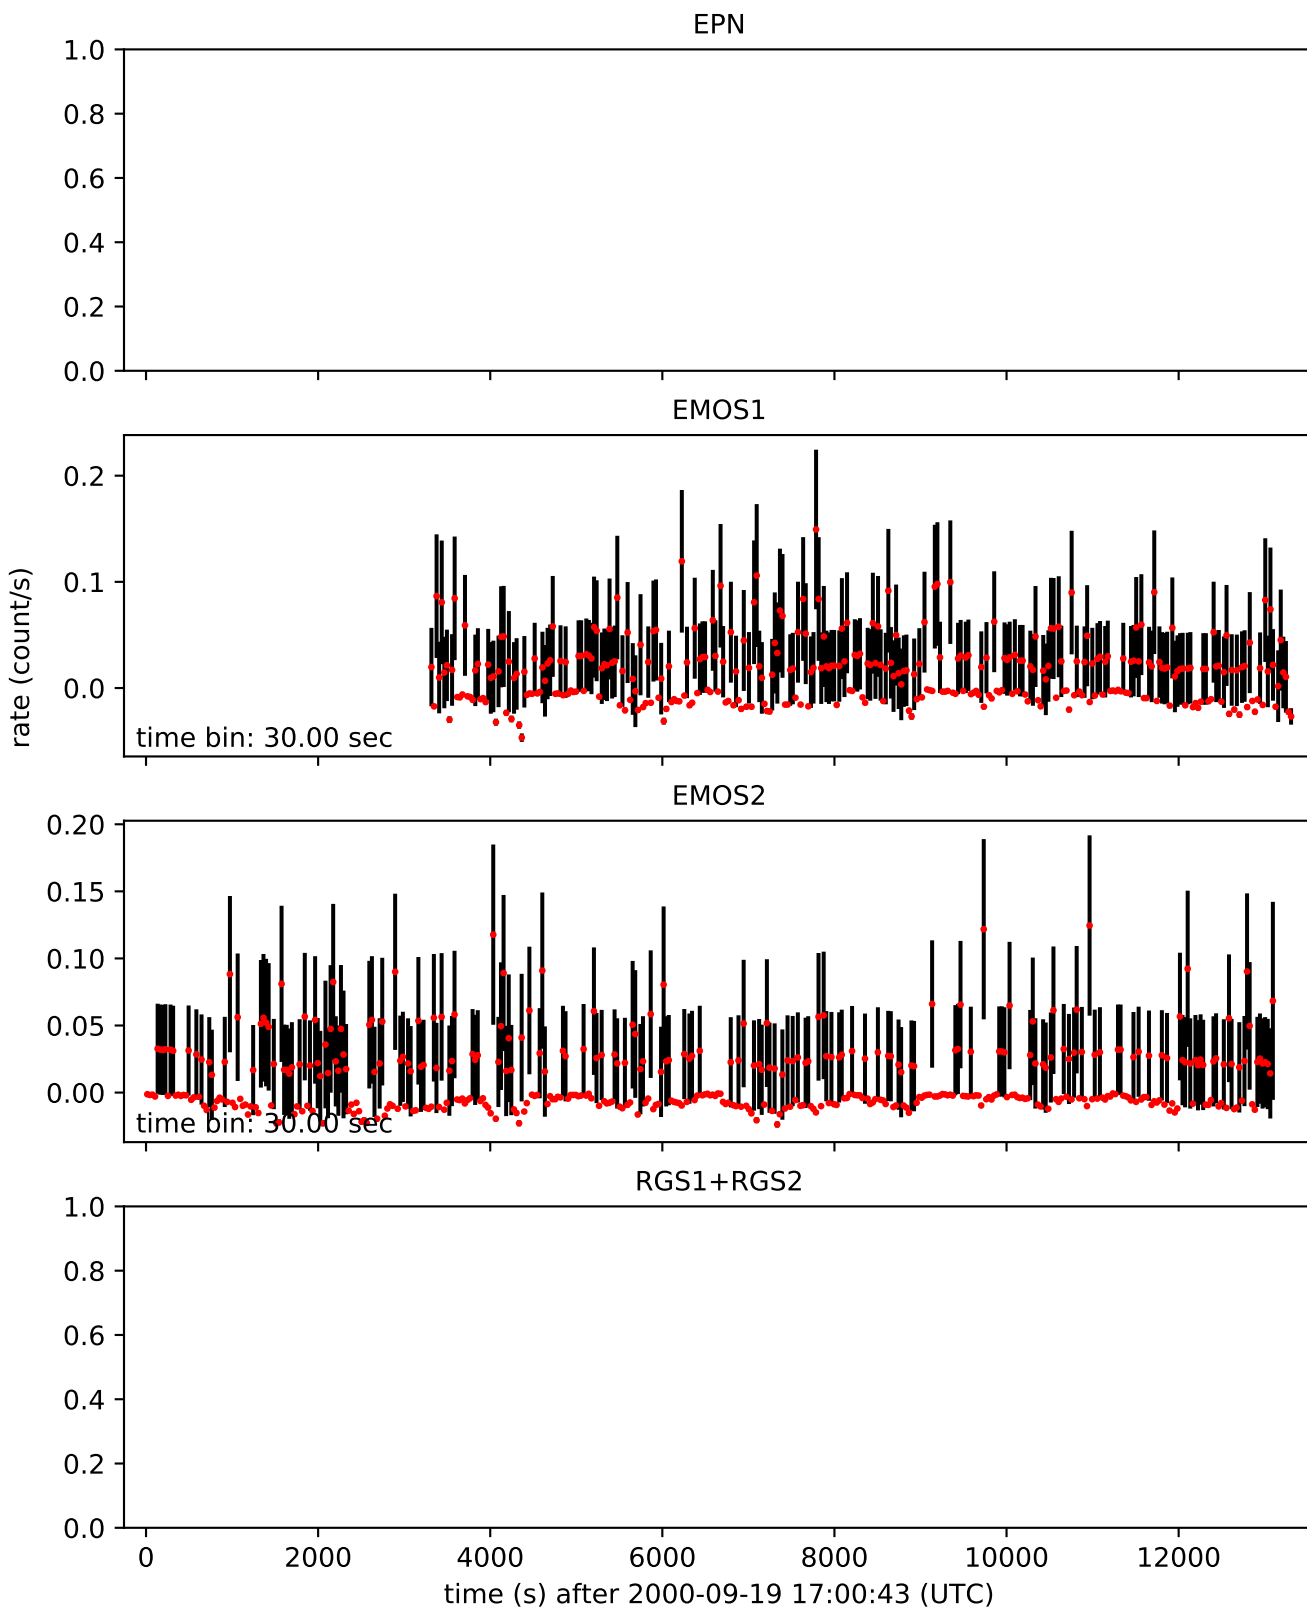 EPN
1.0
0.8
0.6
0.4
0.2
0.0
EMOS1
0.2
0.1
0.0
time bin: 30.00 sec
rate (count/s)
EMOS2
0.20
0.15
0.10
0.05
0.00
time bin: 30.00 sec
RGS1+RGS2
1.0
0.8
0.6
0.4
0.2
0.0
0 2000 4000 6000 8000 10000 12000
time (s) after 2000-09-19 17:00:43 (UTC)